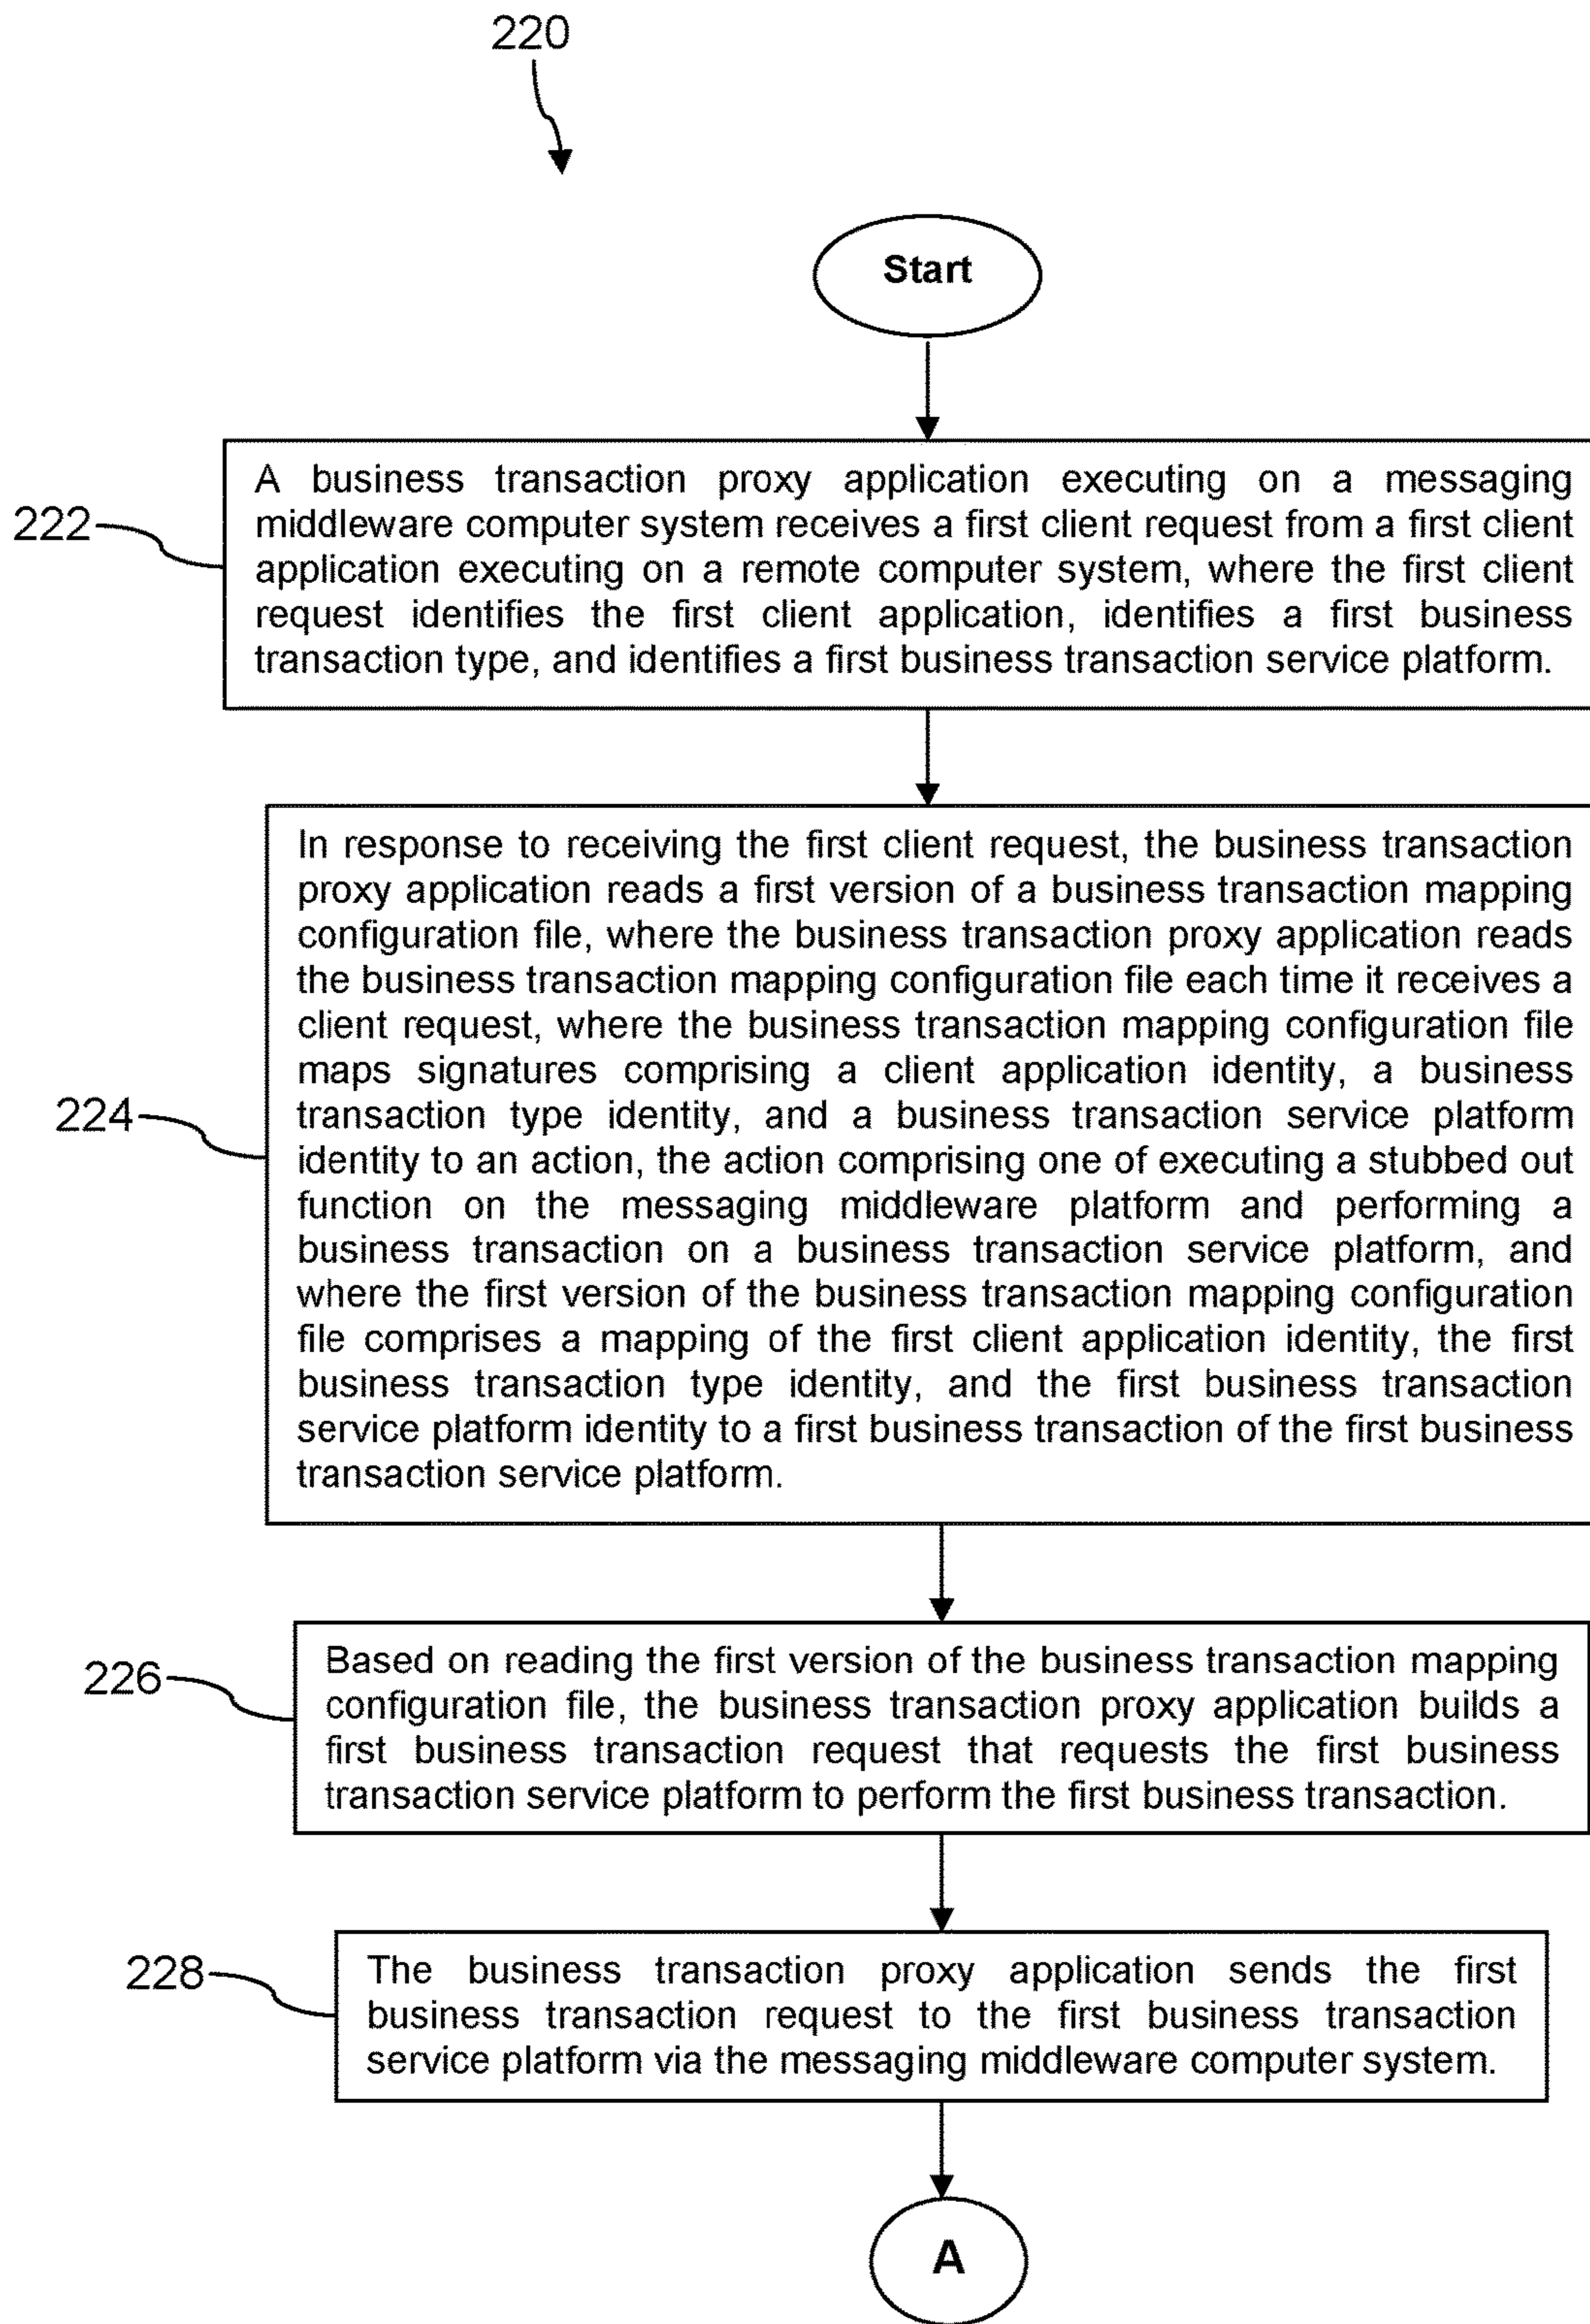 220
Start
222
A business transaction proxy application executing on a messaging
middleware computer system receives a first client request from a first client
application executing on a remote computer system, where the first client
request identifies the first client application, identifies a first business
transaction type, and identifies a first business transaction service platform.
224
In response to receiving the first client request, the business transaction
proxy application reads a first version of a business transaction mapping
configuration file, where the business transaction proxy application reads
the business transaction mapping configuration file each time it receives a
client request, where the business transaction mapping configuration file
maps signatures comprising a client application identity, a business
transaction type identity, and a business transaction service platform
identity to an action, the action comprising one of executing a stubbed out
function on the messaging middleware platform and performing a
business transaction on a business transaction service platform, and
where the first version of the business transaction mapping configuration
file comprises a mapping of the first client application identity, the first
business transaction type identity, and the first business transaction
service platform identity to a first business transaction of the first business
transaction service platform.
226
Based on reading the first version of the business transaction mapping
configuration file, the business transaction proxy application builds a
first business transaction request that requests the first business
transaction service platform to perform the first business transaction.
228
The business transaction proxy application sends the first
business transaction request to the first business transaction
service platform via the messaging middleware computer system.
A